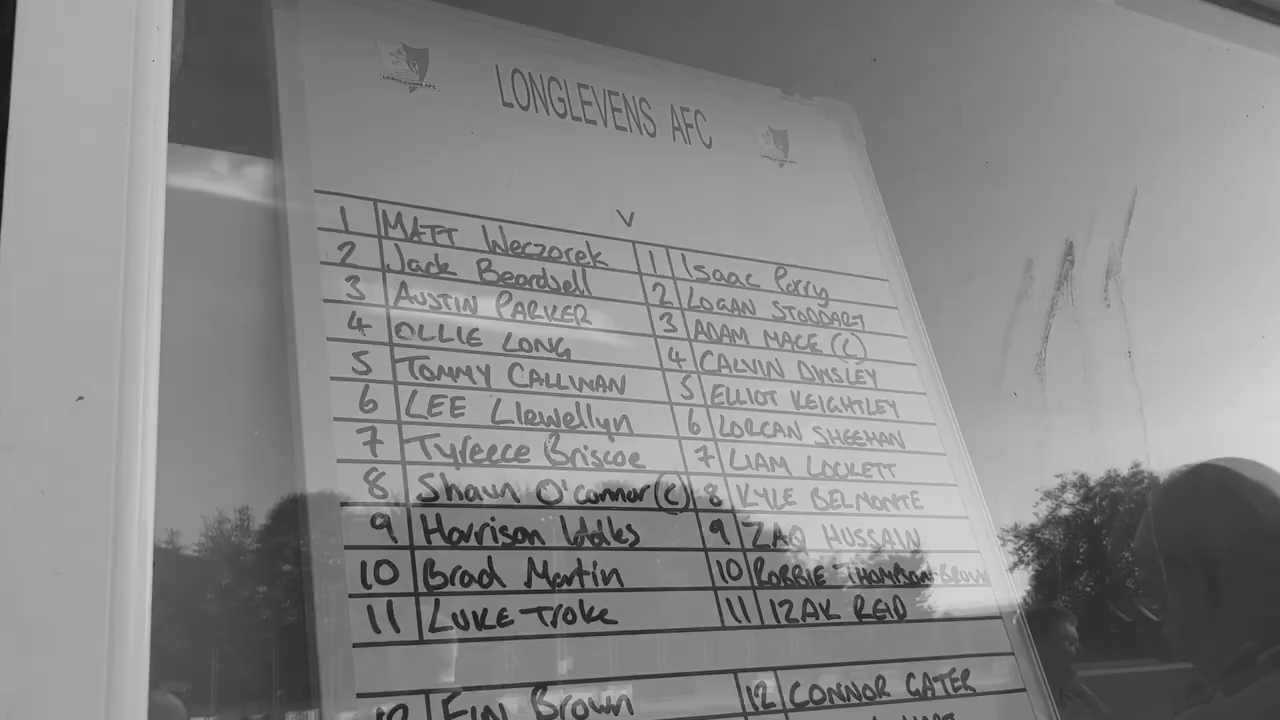 LONGLEVENS AFC
V
1 MATT Weczorek 1 Isaac Perry
2 Jack Beardsell 2 LOGAN STODDART
3 AUSTIN PARKER 3 ADAM MACE (C)
4 OLLIE LONG 4 CALVIN DINSLEY
5 TOMMY CALLINAN 5 ELLIOT KEIGHTLEY
6 LEE Llewellyn 6 LORCAN SHEEHAN
7 Tyreece Briscoe 7 LIAM LOCKETT
8 Shaun O'connor (C) 8 KYLE BELMONTE
9 Harrison 9 ZAQ HUSSAIN
10 Brad Martin 10 ROBBIE THOMPSON-BROWN
11 LUKE Troke 11 IZAK REID
12 FIN Brown 12 CONNOR GATER